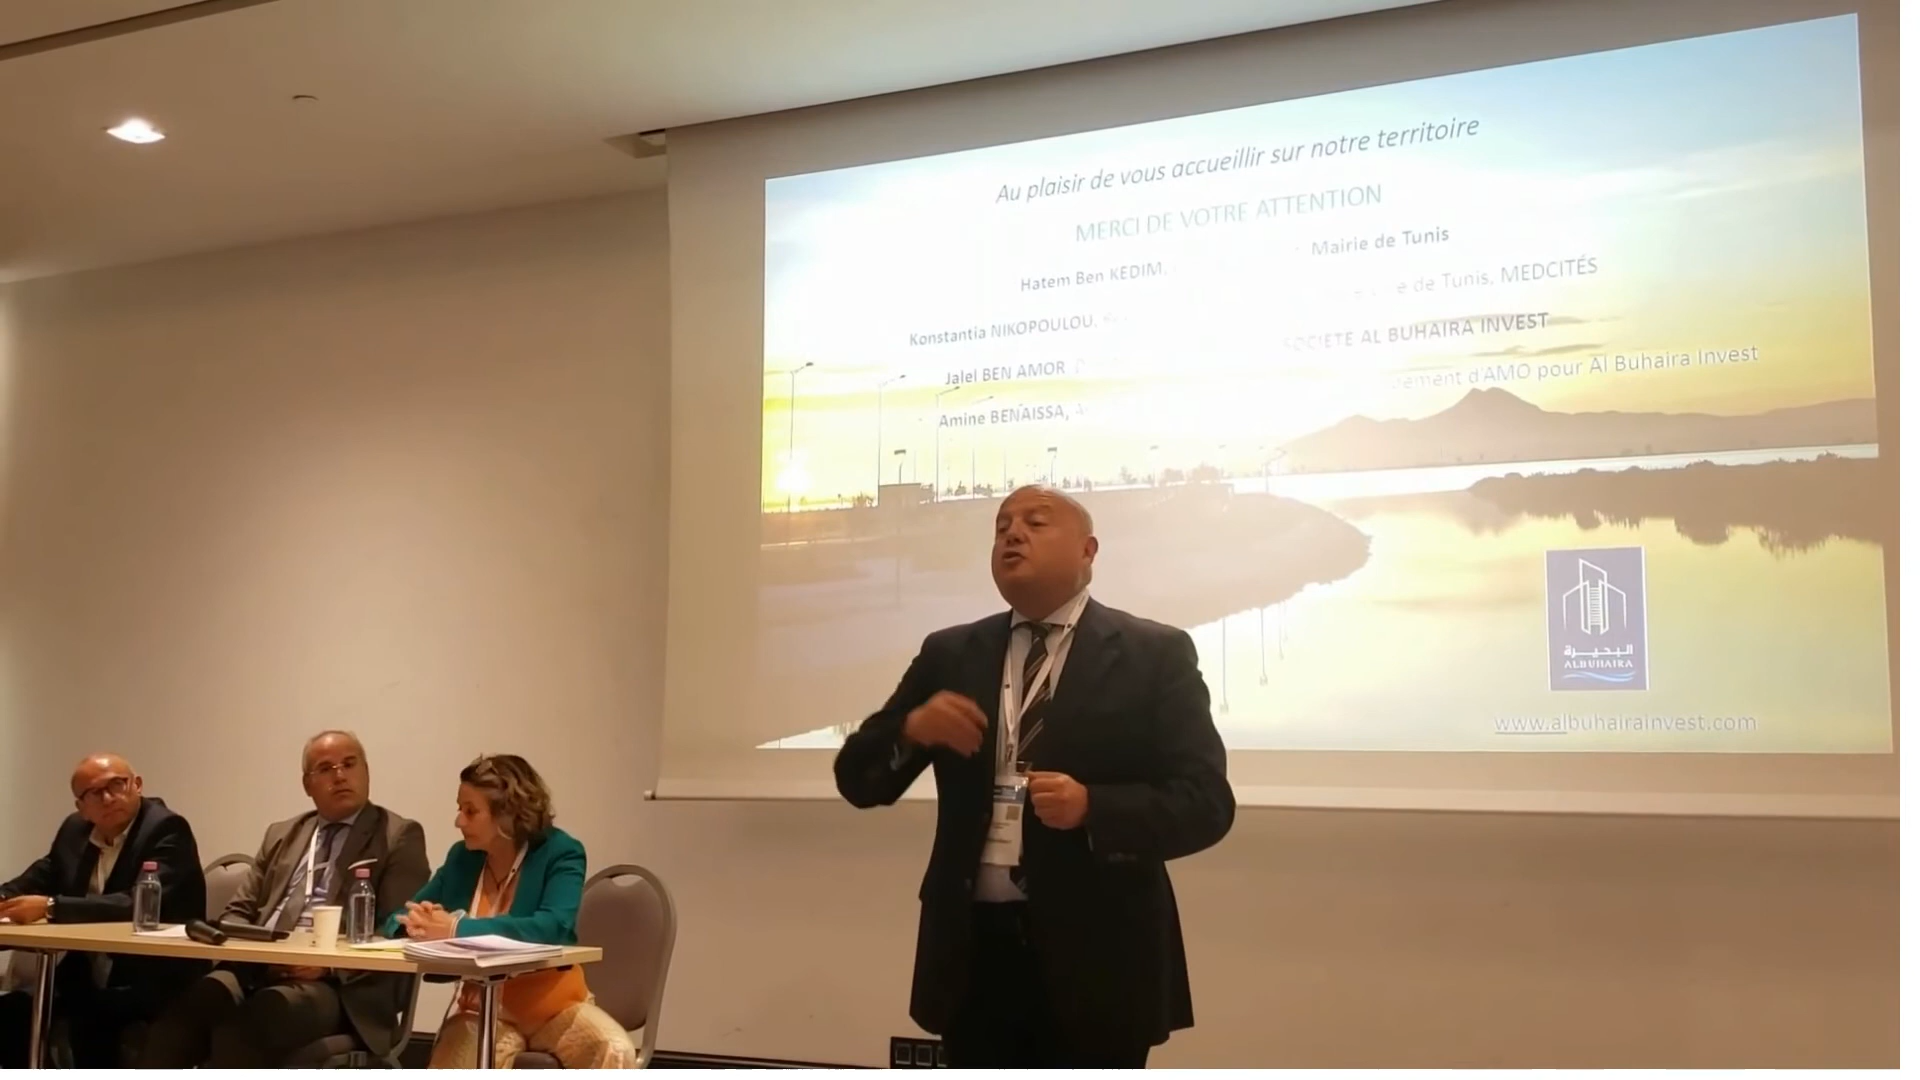 Au plaisir de vous accueillir sur notre territoire
MERCI DE VOTRE ATTENTION
Hatem Ben KEDIM, Mairie de Tunis
Konstantia NIKOPOULOU, de Tunis, MEDCITÉS
Jalel BEN AMOR SOCIETE AL BUHAIRA INVEST
Amine BENAISSA, d'AMO pour Al Buhaira Invest
البحيرة
ALBUHAIRA
www.albuhairainvest.com